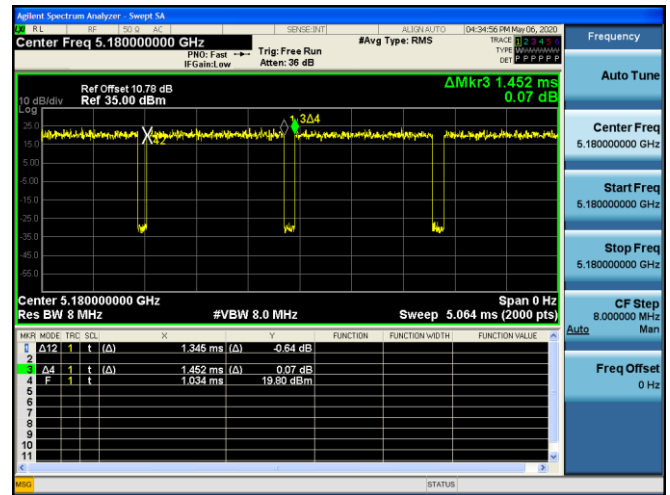 Agilent Spectrum Analyzer - Swept SA
RL RF 50 Ω AC SENSE:INT ALIGN AUTO 04:34:56 PM May 06, 2020
Center Freq 5.180000000 GHz
PNO: Fast
IFGain:Low
Trig: Free Run
Atten: 36 dB
#Avg Type: RMS
TRACE 1 2 3 4 5 6
TYPE
DET P P P P P P
Ref Offset 10.78 dB
Ref 35.00 dBm
10 dB/div
Log
ΔMkr3 1.452 ms
0.07 dB
25.0
15.0
5.00
-5.00
-15.0
-25.0
-35.0
-45.0
-55.0
3Δ4
Center 5.180000000 GHz
Span 0 Hz
Res BW 8 MHz
#VBW 8.0 MHz
Sweep 5.064 ms (2000 pts)
MKR MODE TRC SCL X Y FUNCTION FUNCTION WIDTH FUNCTION VALUE
1 Δ12 1 t (Δ) 1.345 ms (Δ) -0.64 dB
2
3 Δ4 1 t (Δ) 1.452 ms (Δ) 0.07 dB
4 F 1 t 1.034 ms 19.80 dBm
5
6
7
8
9
10
11
MSG
STATUS
Frequency
Auto Tune
Center Freq
5.180000000 GHz
Start Freq
5.180000000 GHz
Stop Freq
5.180000000 GHz
CF Step
8.000000 MHz
Auto Man
Freq Offset
0 Hz